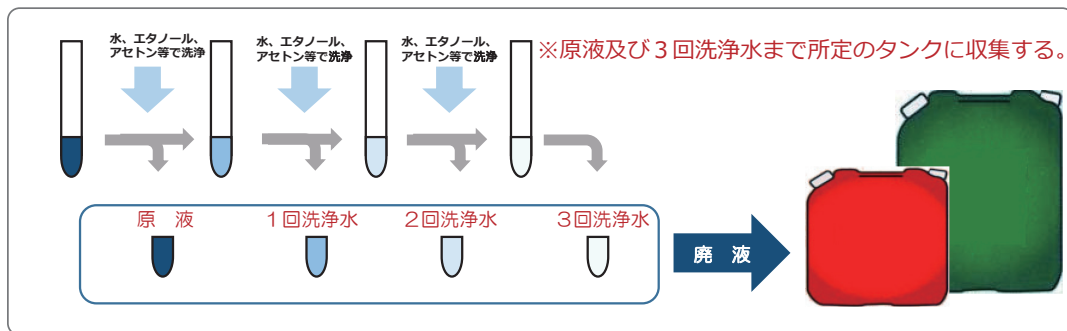 水、エタノール、
アセトン等で洗浄
水、エタノール、
アセトン等で洗浄
水、エタノール、
アセトン等で洗浄
※原液及び３回洗浄水まで所定のタンクに収集する。
原　液
１回洗浄水
２回洗浄水
３回洗浄水
廃　液